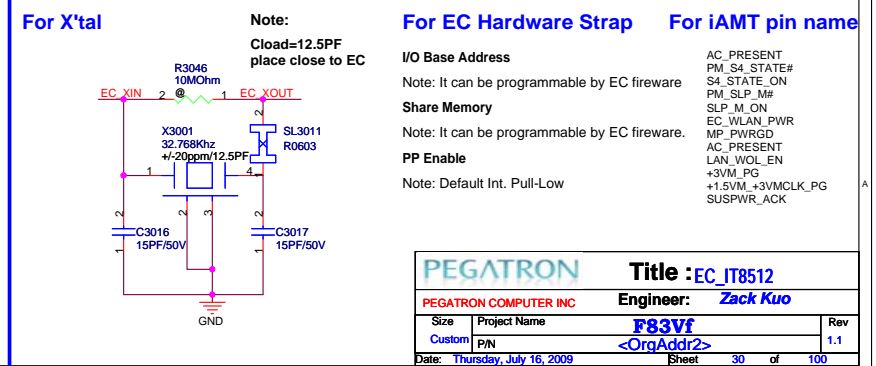 For X'tal
Note:
Cload=12.5PF
place close to EC
R3046
10MOhm
@
EC_XIN
2
1
EC_XOUT
2
X3001
32.768Khz
+/-20ppm/12.5PF
SL3011
R0603
1
1
4
2
3
2
2
C3016
15PF/50V
C3017
15PF/50V
1
1
GND
For EC Hardware Strap
I/O Base Address
Note: It can be programmable by EC fireware
Share Memory
Note: It can be programmable by EC fireware.
PP Enable
Note: Default Int. Pull-Low
For iAMT pin name
AC_PRESENT
PM_S4_STATE#
S4_STATE_ON
PM_SLP_M#
SLP_M_ON
EC_WLAN_PWR
MP_PWRGD
AC_PRESENT
LAN_WOL_EN
+3VM_PG
+1.5VM_+3VMCLK_PG
SUSPWR_ACK
A
PEGATRON
Title : EC_IT8512
PEGATRON COMPUTER INC
Engineer: Zack Kuo
Size
Project Name
F83Vf
Rev
Custom
P/N
<OrgAddr2>
1.1
Date: Thursday, July 16, 2009
Sheet 30 of 100